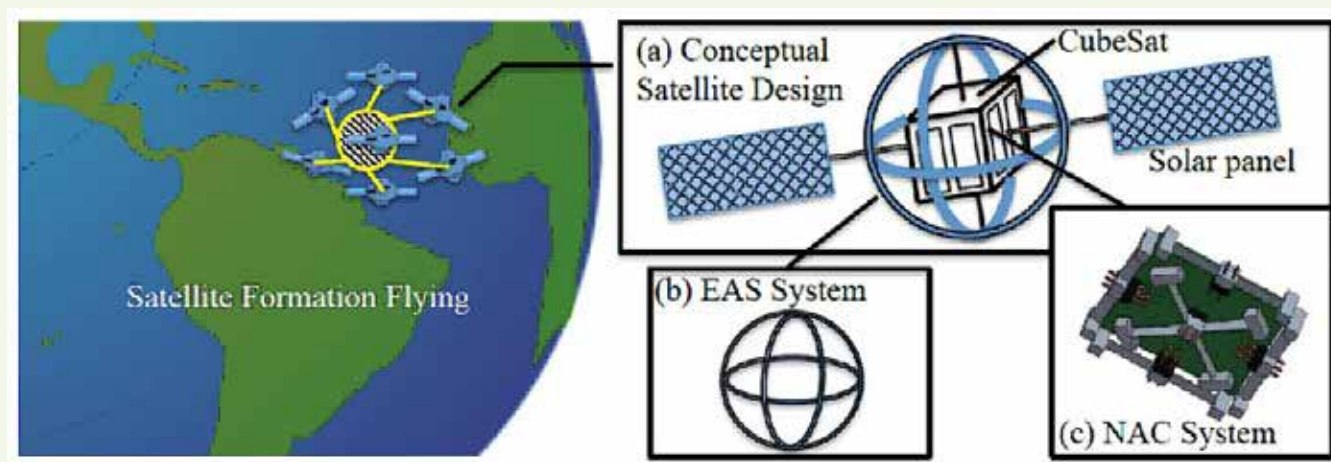 Satellite Formation Flying
(a) Conceptual
Satellite Design
CubeSat
Solar panel
(b) EAS System
(c) NAC System